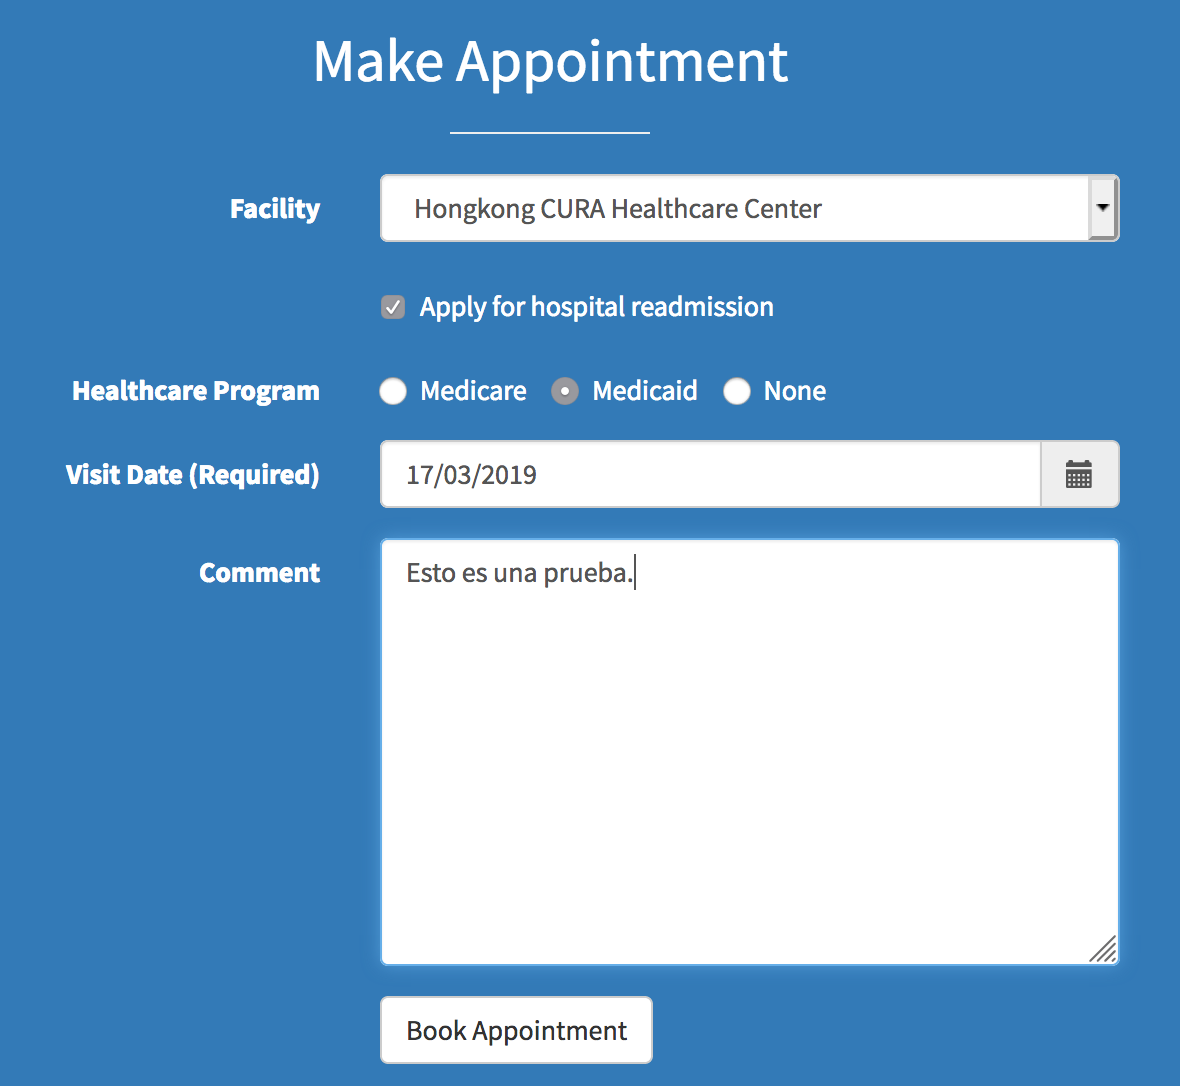 Make Appointment
Facility Hongkong CURA Healthcare Center
Apply for hospital readmission
Healthcare Program Medicare Medicaid None
Visit Date (Required) 17/03/2019
Comment Esto es una prueba.
Book Appointment